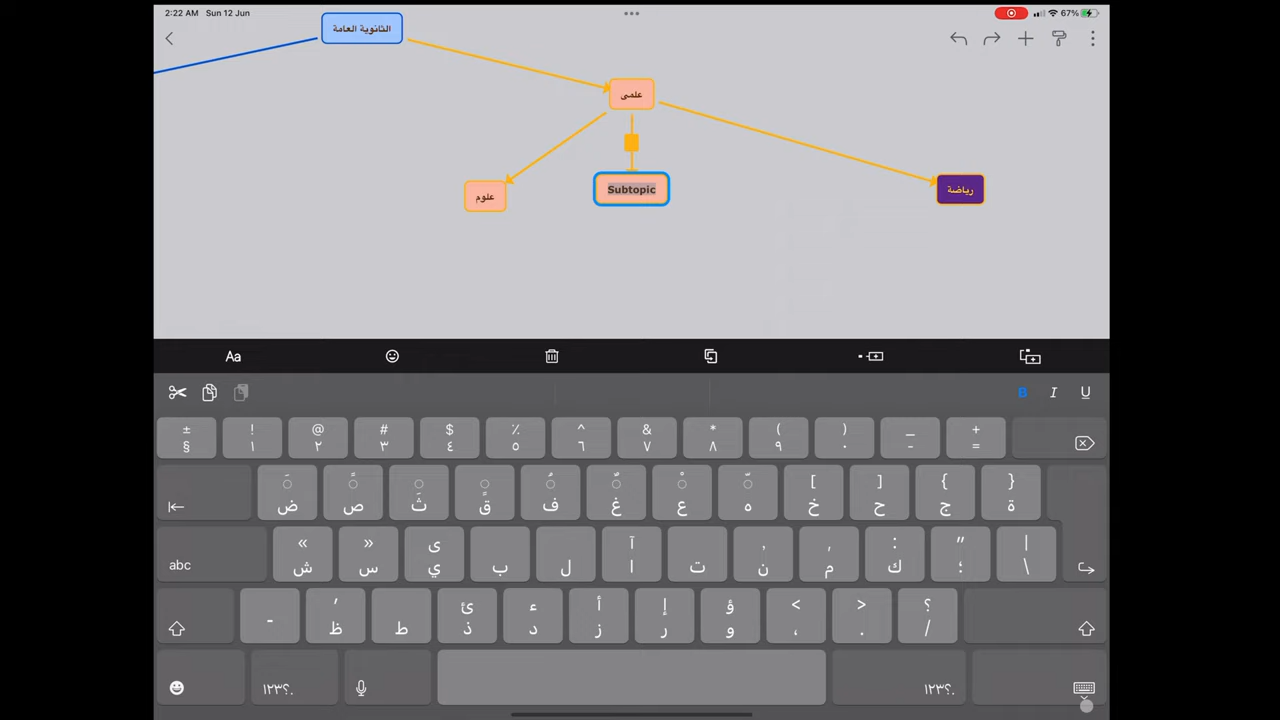 2:22 AM Sun 12 Jun
67%
الثانوية العامة
علمى
علوم
Subtopic
رياضة
Aa
B I U
± § ! ١ @ ٢ # ٣ $ ٤ ٪ ٥ ^ ٦ & ٧ * ٨ ( ٩ ) ٠ _ - + =
ض ص ث ق ف غ ع ه [ خ ] ح { ج } ة
abc « ش » س ى ي ب ل آ ا ت , ن , م : ك " ؛ | \
- ' ظ ط ئ ذ ء د أ ز إ ر ؤ و < ، > . ؟ /
.؟١٢٣ .؟١٢٣